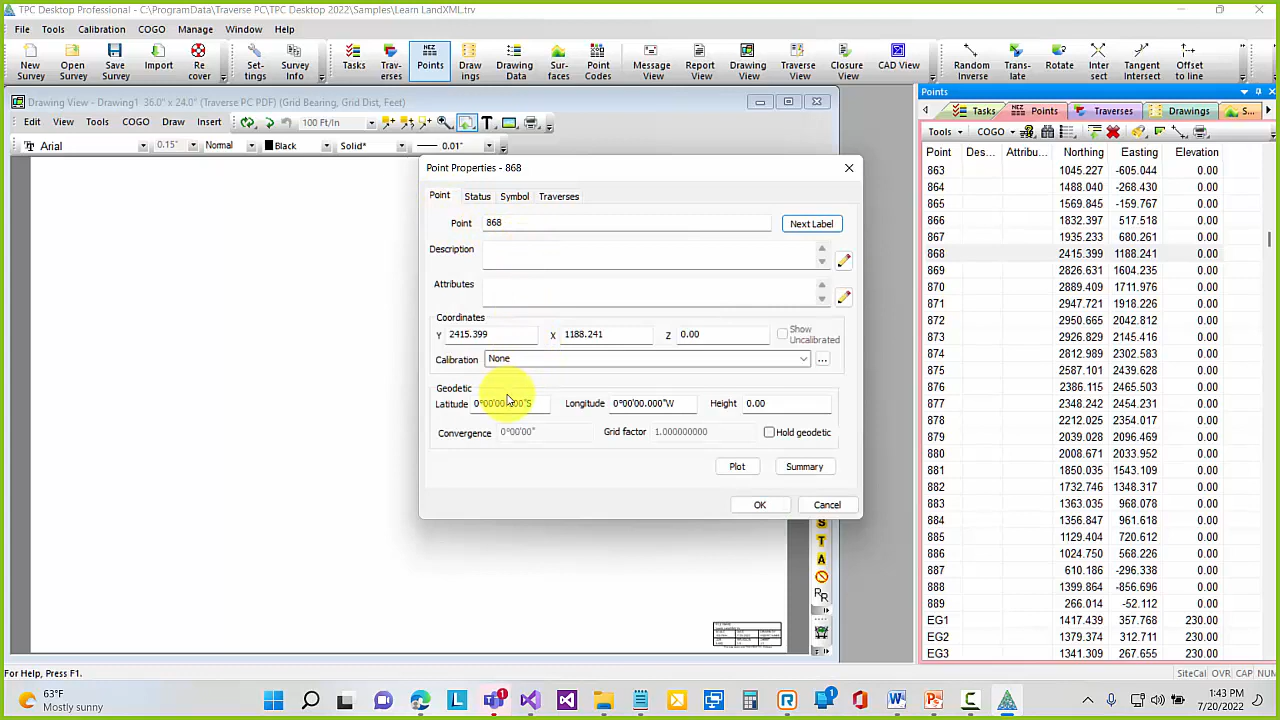 TPC Desktop Professional - C:\ProgramData\Traverse PC\TPC Desktop 2022\Samples\Learn LandXML.trv
File Tools Calibration COGO Manage Window Help
New Survey Open Survey Save Survey Import Re cover Set- tings Survey Info Tasks Trav- erses Points Draw ings Drawing Data Sur- faces Point Codes Message View Report View Drawing View Traverse View Closure View CAD View Random Inverse Trans- late Rotate Inter sect Tangent Intersect Offset to line
Drawing View - Drawing1 36.0" x 24.0" (Traverse PC PDF) (Grid Bearing, Grid Dist, Feet)
Edit View Tools COGO Draw Insert 100 Ft/In
Arial 0.15" Normal Black Solid* 0.01"
Point Properties - 868
Point Status Symbol Traverses
Point 868 Next Label
Description
Attributes
Coordinates
Y 2415.399 X 1188.241 Z 0.00 Show Uncalibrated
Calibration None ...
Geodetic
Latitude 0°00'00.000"S Longitude 0°00'00.000"W Height 0.00
Convergence 0°00'00" Grid factor 1.000000000 Hold geodetic
Plot Summary
OK Cancel
S
T
A
Points
Tasks Points Traverses Drawings S...
Tools COGO
Point Des... Attribu... Northing Easting Elevation
863 1045.227 -605.044 0.00
864 1488.040 -268.430 0.00
865 1569.845 -159.767 0.00
866 1832.397 517.518 0.00
867 1935.233 680.261 0.00
868 2415.399 1188.241 0.00
869 2826.631 1604.235 0.00
870 2889.409 1711.976 0.00
871 2947.721 1918.226 0.00
872 2950.665 2042.812 0.00
873 2926.829 2141.245 0.00
874 2812.989 2302.583 0.00
875 2587.101 2439.628 0.00
876 2386.115 2465.503 0.00
877 2348.242 2454.231 0.00
878 2212.025 2348.242 0.00
879 2039.028 2096.469 0.00
880 2008.671 2033.952 0.00
881 1850.035 1543.109 0.00
882 1732.746 1348.317 0.00
883 1363.035 968.078 0.00
884 1356.847 961.618 0.00
885 1129.404 720.612 0.00
886 1024.750 568.226 0.00
887 610.186 -296.338 0.00
888 1399.864 -856.696 0.00
889 266.014 -52.112 0.00
EG1 1417.439 357.768 230.00
EG2 1379.374 312.711 230.00
EG3 1341.307 267.655 230.00
For Help, Press F1. SiteCal OVR CAP NUM
63°F
Mostly sunny
1:43 PM
7/20/2022